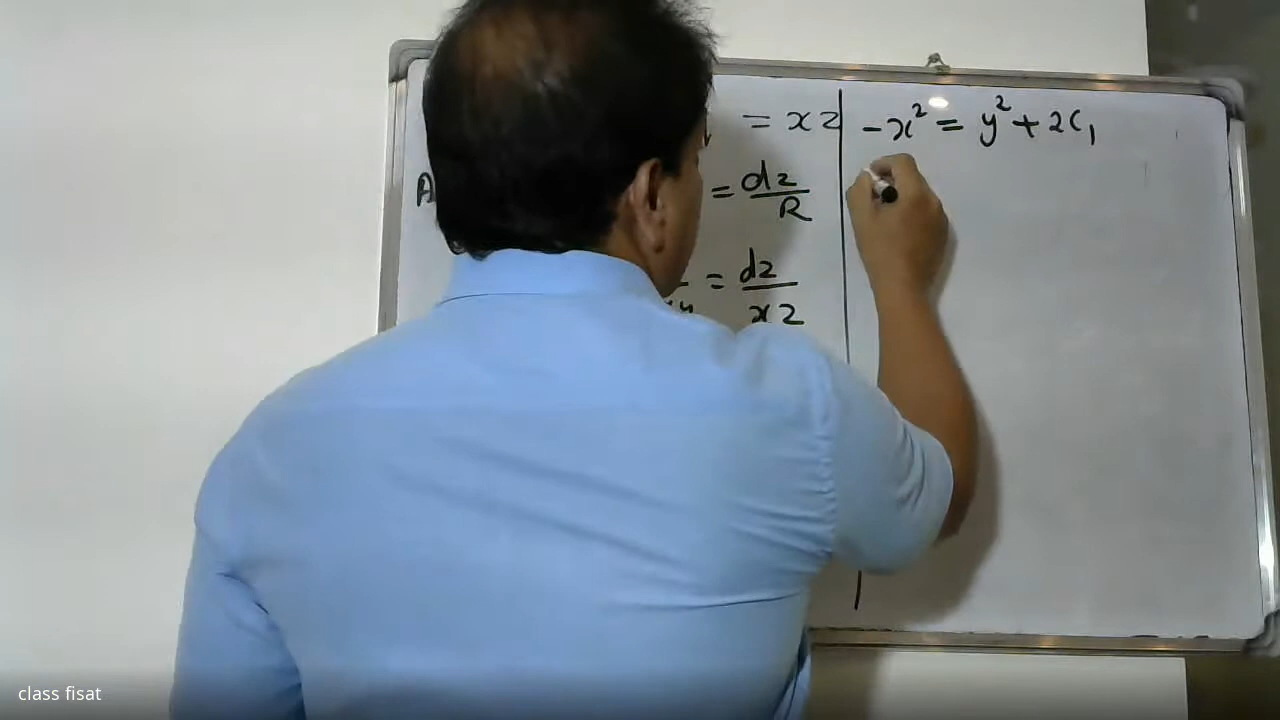 = xz
A
= dz/R
= dz/xz
-x² = y² + 2C₁
class fisat